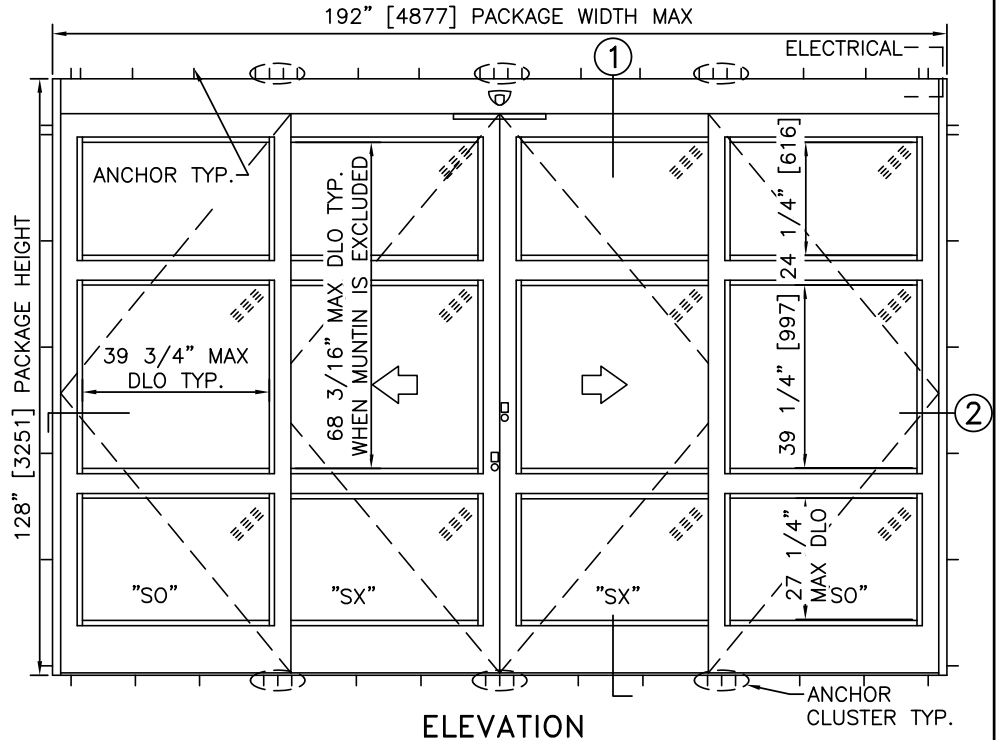 192" [4877] PACKAGE WIDTH MAX
ELECTRICAL
1
ANCHOR TYP.
128" [3251] PACKAGE HEIGHT
68 3/16" MAX DLO TYP.
WHEN MUNTIN IS EXCLUDED
24 1/4" [616]
39 3/4" MAX
DLO TYP.
39 1/4" [997]
2
27 1/4"
MAX DLO
"SO"
"SX"
"SX"
"SO"
ANCHOR
CLUSTER TYP.
ELEVATION